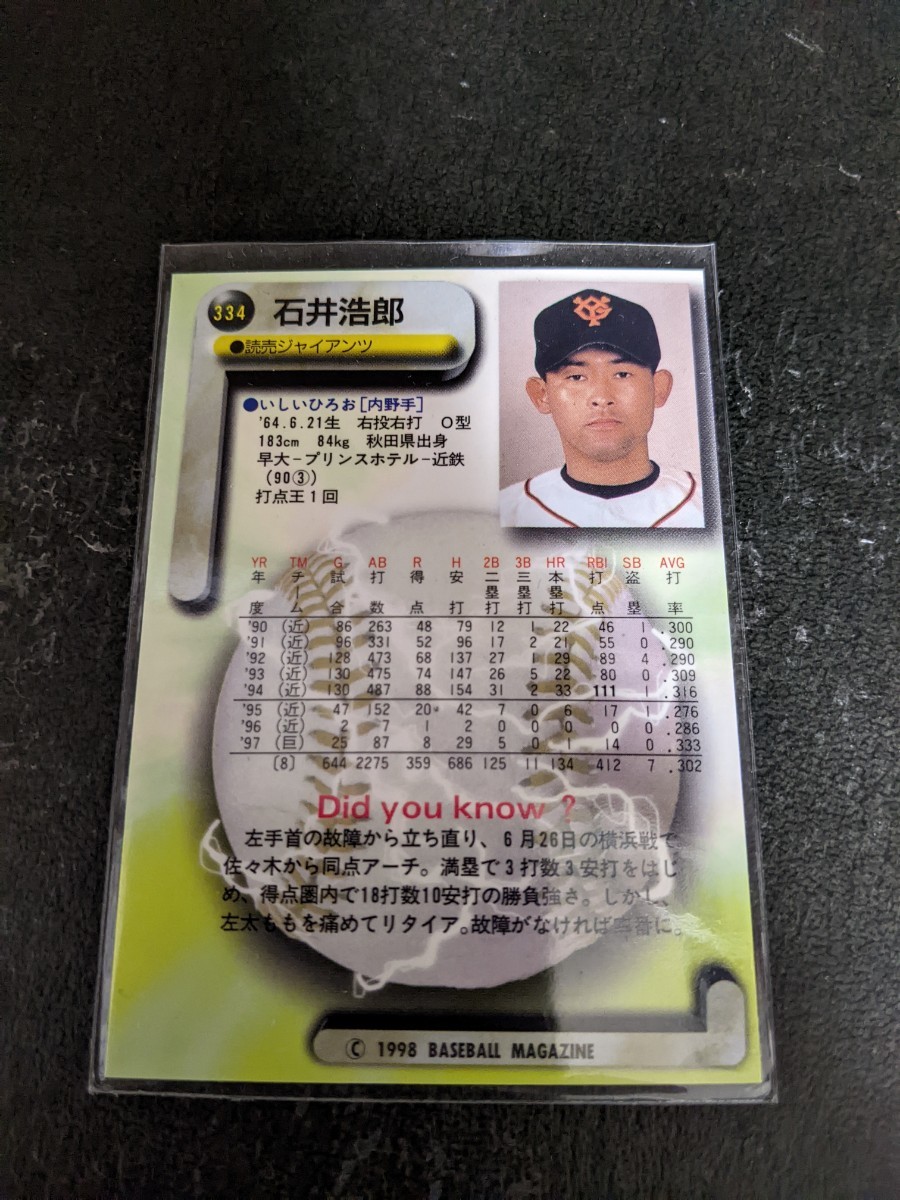 334 石井浩郎
●読売ジャイアンツ
YG
●いしいひろお[内野手]
'64.6.21生 右投右打 O型
183cm 84kg 秋田県出身
早大-プリンスホテル-近鉄
(90③)
打点王1回
YR TM G AB R H 2B 3B HR RBI SB AVG
年度 チーム 試合 打数 得点 安打 二塁打 三塁打 本塁打 打点 盗塁 打率
'90 (近) 86 263 48 79 12 1 22 46 1 .300
'91 (近) 96 331 52 96 17 2 21 55 0 .290
'92 (近) 128 473 68 137 27 1 29 89 4 .290
'93 (近) 130 475 74 147 26 5 22 80 0 .309
'94 (近) 130 487 88 154 31 2 33 111 1 .316
'95 (近) 47 152 20 42 7 0 6 17 1 .276
'96 (近) 2 7 1 2 0 0 0 0 0 .286
'97 (巨) 25 87 8 29 5 0 1 14 0 .333
〔8〕 644 2275 359 686 125 11 134 412 7 .302
Did you know ?
左手首の故障から立ち直り、6月26日の横浜戦で
佐々木から同点アーチ。満塁で3打数3安打をはじ
め、得点圏内で18打数10安打の勝負強さ。しかし、
左太ももを痛めてリタイア。故障がなければ本番に。
© 1998 BASEBALL MAGAZINE